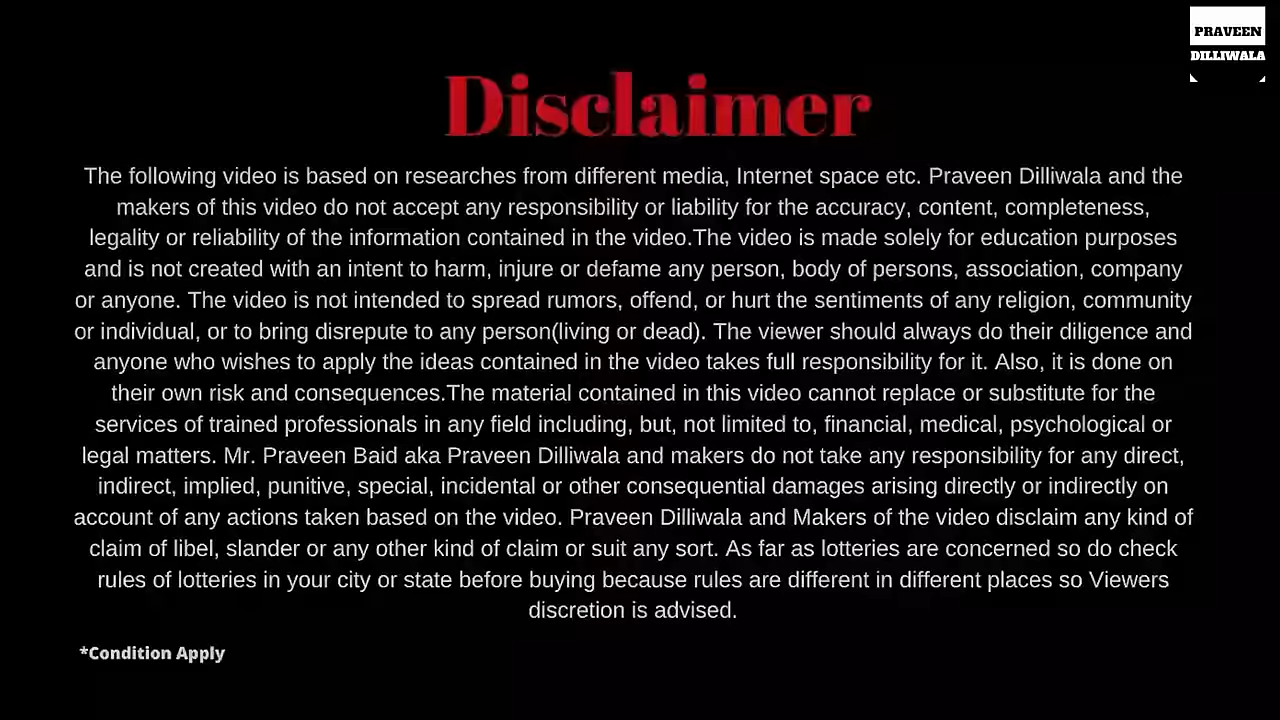 PRAVEEN
DILLIWALA
Disclaimer
The following video is based on researches from different media, Internet space etc. Praveen Dilliwala and the
makers of this video do not accept any responsibility or liability for the accuracy, content, completeness,
legality or reliability of the information contained in the video.The video is made solely for education purposes
and is not created with an intent to harm, injure or defame any person, body of persons, association, company
or anyone. The video is not intended to spread rumors, offend, or hurt the sentiments of any religion, community
or individual, or to bring disrepute to any person(living or dead). The viewer should always do their diligence and
anyone who wishes to apply the ideas contained in the video takes full responsibility for it. Also, it is done on
their own risk and consequences.The material contained in this video cannot replace or substitute for the
services of trained professionals in any field including, but, not limited to, financial, medical, psychological or
legal matters. Mr. Praveen Baid aka Praveen Dilliwala and makers do not take any responsibility for any direct,
indirect, implied, punitive, special, incidental or other consequential damages arising directly or indirectly on
account of any actions taken based on the video. Praveen Dilliwala and Makers of the video disclaim any kind of
claim of libel, slander or any other kind of claim or suit any sort. As far as lotteries are concerned so do check
rules of lotteries in your city or state before buying because rules are different in different places so Viewers
discretion is advised.
*Condition Apply